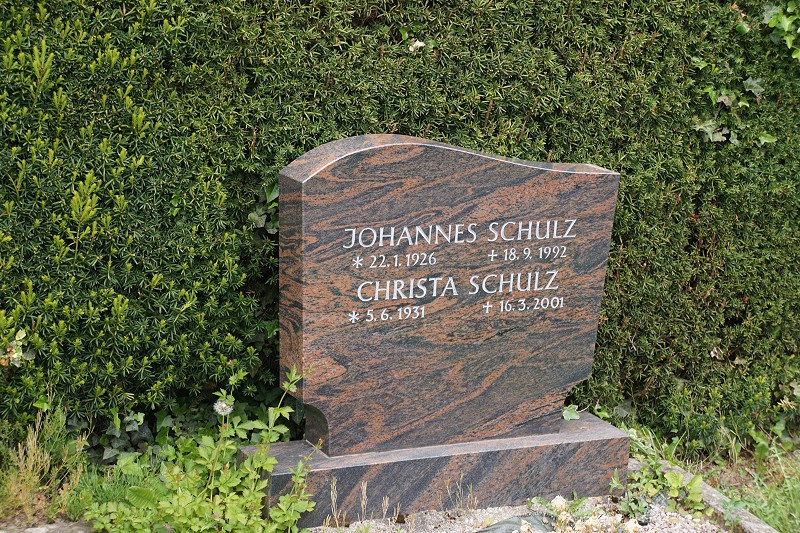 JOHANNES SCHULZ
* 22.1.1926 + 18.9.1992
CHRISTA SCHULZ
* 5.6.1931 + 16.3.2001